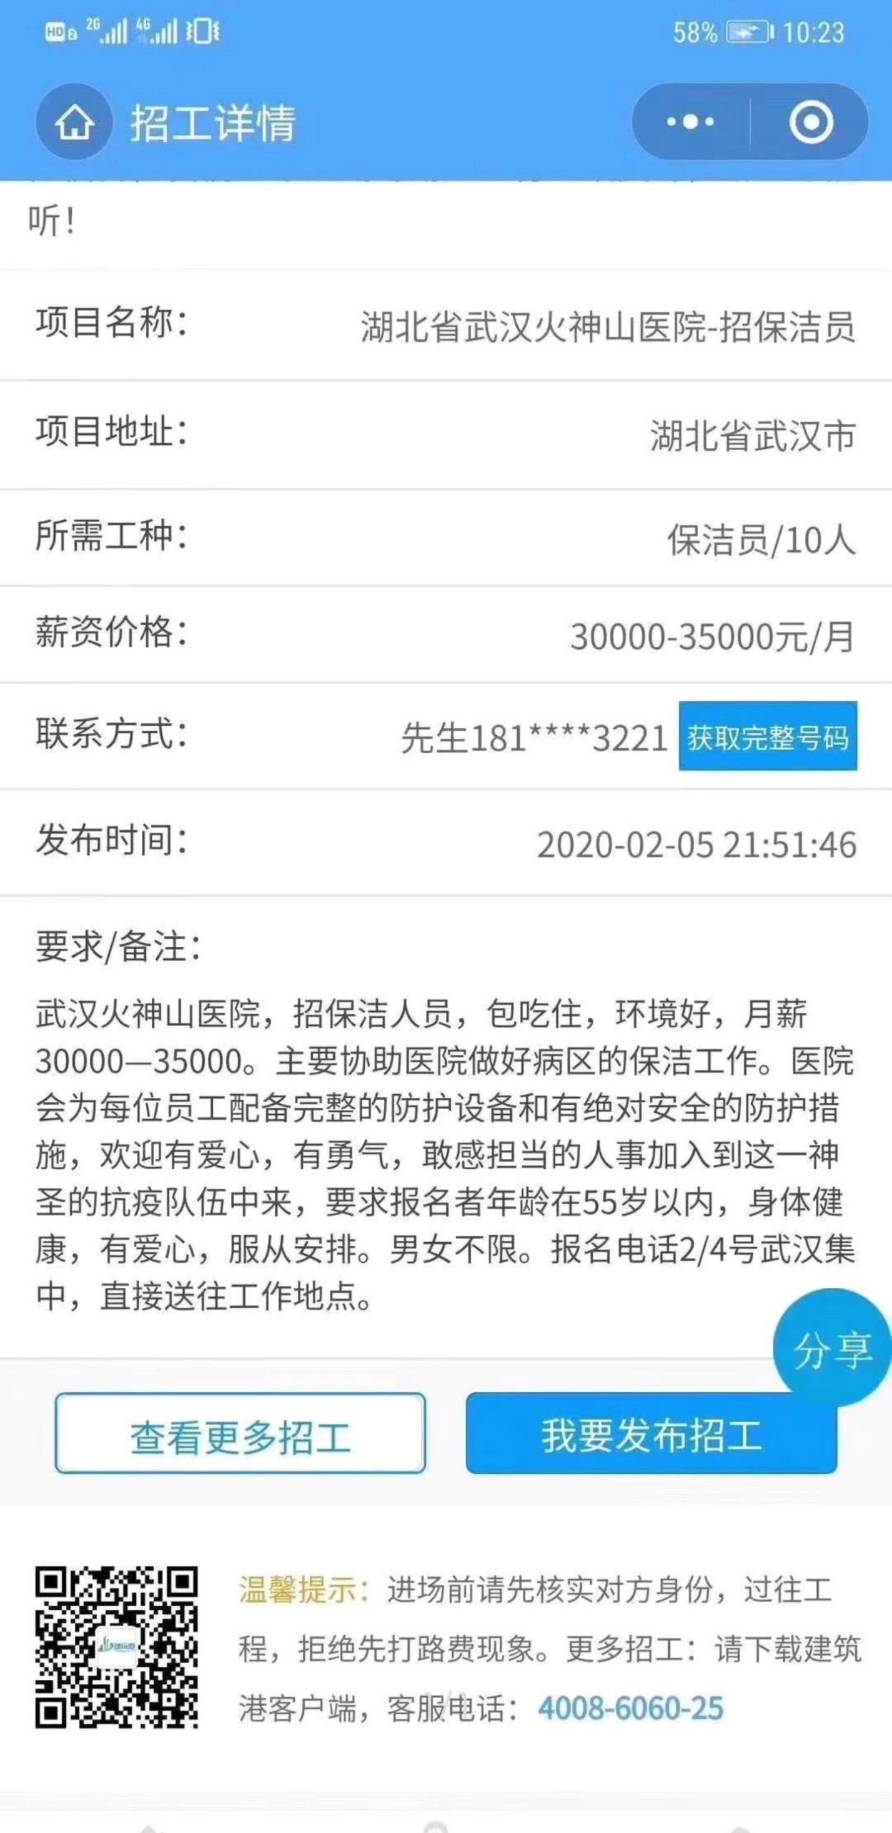 HD 2 2G 4G 58% 10:23
招工详情
听！
项目名称： 湖北省武汉火神山医院-招保洁员
项目地址： 湖北省武汉市
所需工种： 保洁员/10人
薪资价格： 30000-35000元/月
联系方式： 先生181****3221 获取完整号码
发布时间： 2020-02-05 21:51:46
要求/备注：
武汉火神山医院，招保洁人员，包吃住，环境好，月薪
30000—35000。主要协助医院做好病区的保洁工作。医院
会为每位员工配备完整的防护设备和有绝对安全的防护措
施，欢迎有爱心，有勇气，敢感担当的人事加入到这一神
圣的抗疫队伍中来，要求报名者年龄在55岁以内，身体健
康，有爱心，服从安排。男女不限。报名电话2/4号武汉集
中，直接送往工作地点。
分享
查看更多招工 我要发布招工
温馨提示：进场前请先核实对方身份，过往工
程，拒绝先打路费现象。更多招工：请下载建筑
港客户端，客服电话：4008-6060-25